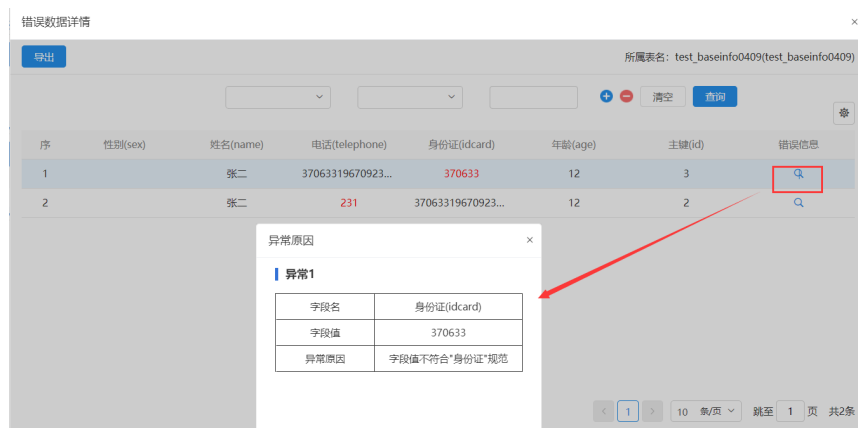 错误数据详情 ×
导出 所属表名：test_baseinfo0409(test_baseinfo0409)
清空 查询
序 性别(sex) 姓名(name) 电话(telephone) 身份证(idcard) 年龄(age) 主键(id) 错误信息
1 张二 37063319670923... 370633 12 3
2 张二 231 37063319670923... 12 2
异常原因 ×
异常1
字段名 身份证(idcard)
字段值 370633
异常原因 字段值不符合"身份证"规范
< 1 > 10 条/页 跳至 1 页 共2条